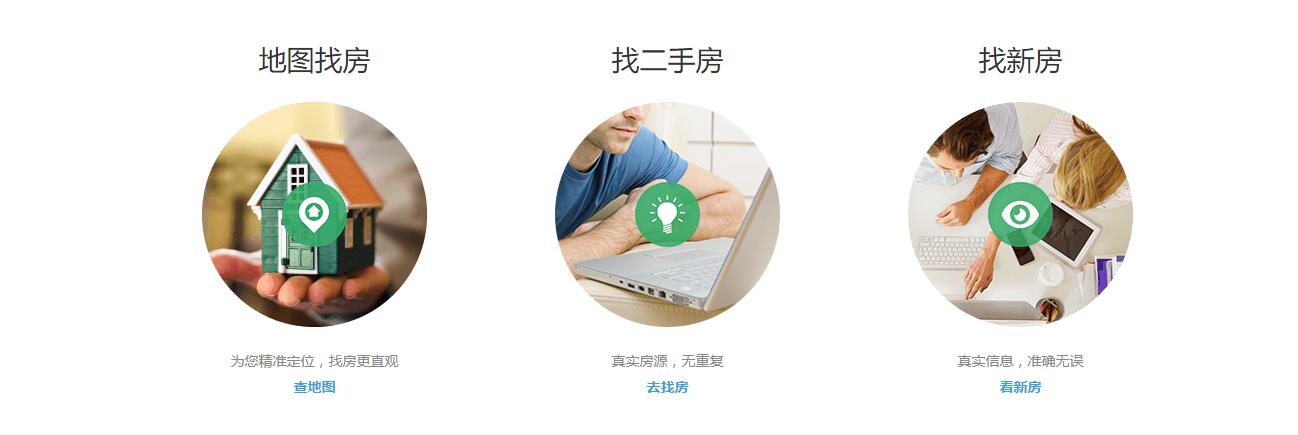 地图找房
找二手房
找新房
为您精准定位，找房更直观
真实房源，无重复
真实信息，准确无误
查地图
去找房
看新房